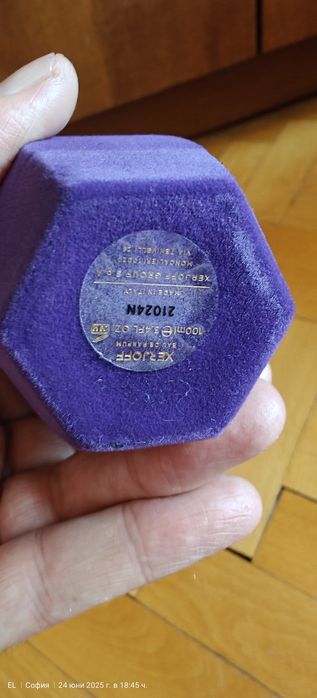 XERJOFF
EAU DE PARFUM
100ml e 3.4FL OZ
21024N
MADE IN ITALY
XERJOFF GROUP S.p.A
MONCALIERI 10024
EL | София | 24 юни 2025 г. в 18:45 ч.